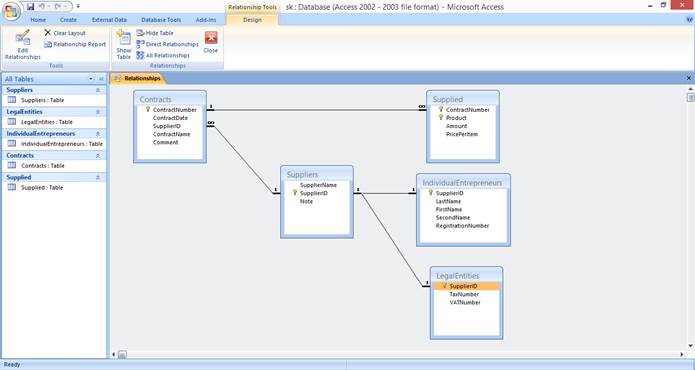 Relationship Tools
sk : Database (Access 2002 - 2003 file format) - Microsoft Access
Home
Create
External Data
Database Tools
Add-Ins
Design
Edit Relationships
Clear Layout
Relationship Report
Tools
Show Table
Hide Table
Direct Relationships
All Relationships
Close
Relationships
All Tables
Suppliers
Suppliers : Table
LegalEntities
LegalEntities : Table
IndividualEntrepreneurs
IndividualEntrepreneurs : Table
Contracts
Contracts : Table
Supplied
Supplied : Table
Relationships
Contracts
ContractNumber
ContractDate
SupplierID
ContractName
Comment
1
∞
∞
Supplied
ContractNumber
Product
Amount
PricePerItem
Suppliers
SupplierName
SupplierID
Note
1
1
1
IndividualEntrepreneurs
SupplierID
LastName
FirstName
SecondName
RegistrationNumber
1
LegalEntities
SupplierID
TaxNumber
VATNumber
Ready